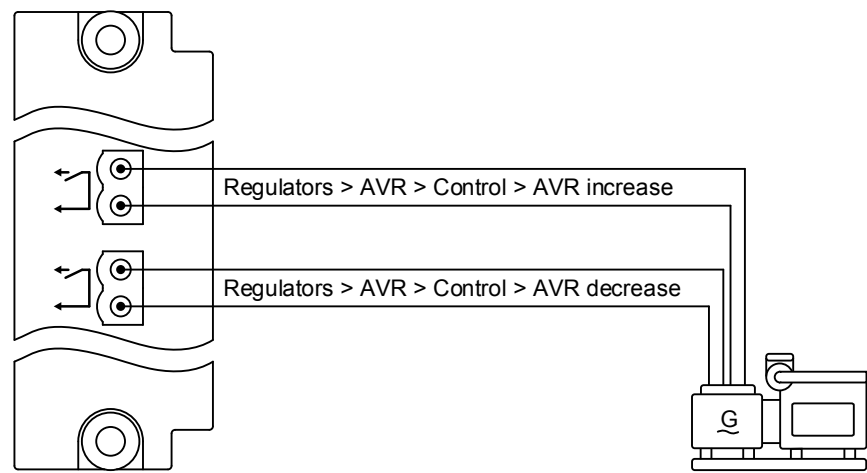 Regulators > AVR > Control > AVR increase
Regulators > AVR > Control > AVR decrease
G